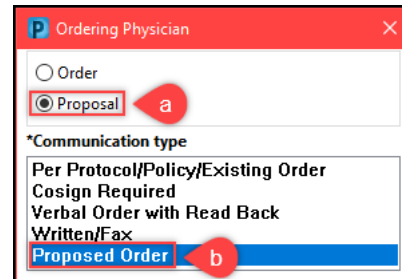 P Ordering Physician
Order
Proposal a
*Communication type
Per Protocol/Policy/Existing Order
Cosign Required
Verbal Order with Read Back
Written/Fax
Proposed Order b